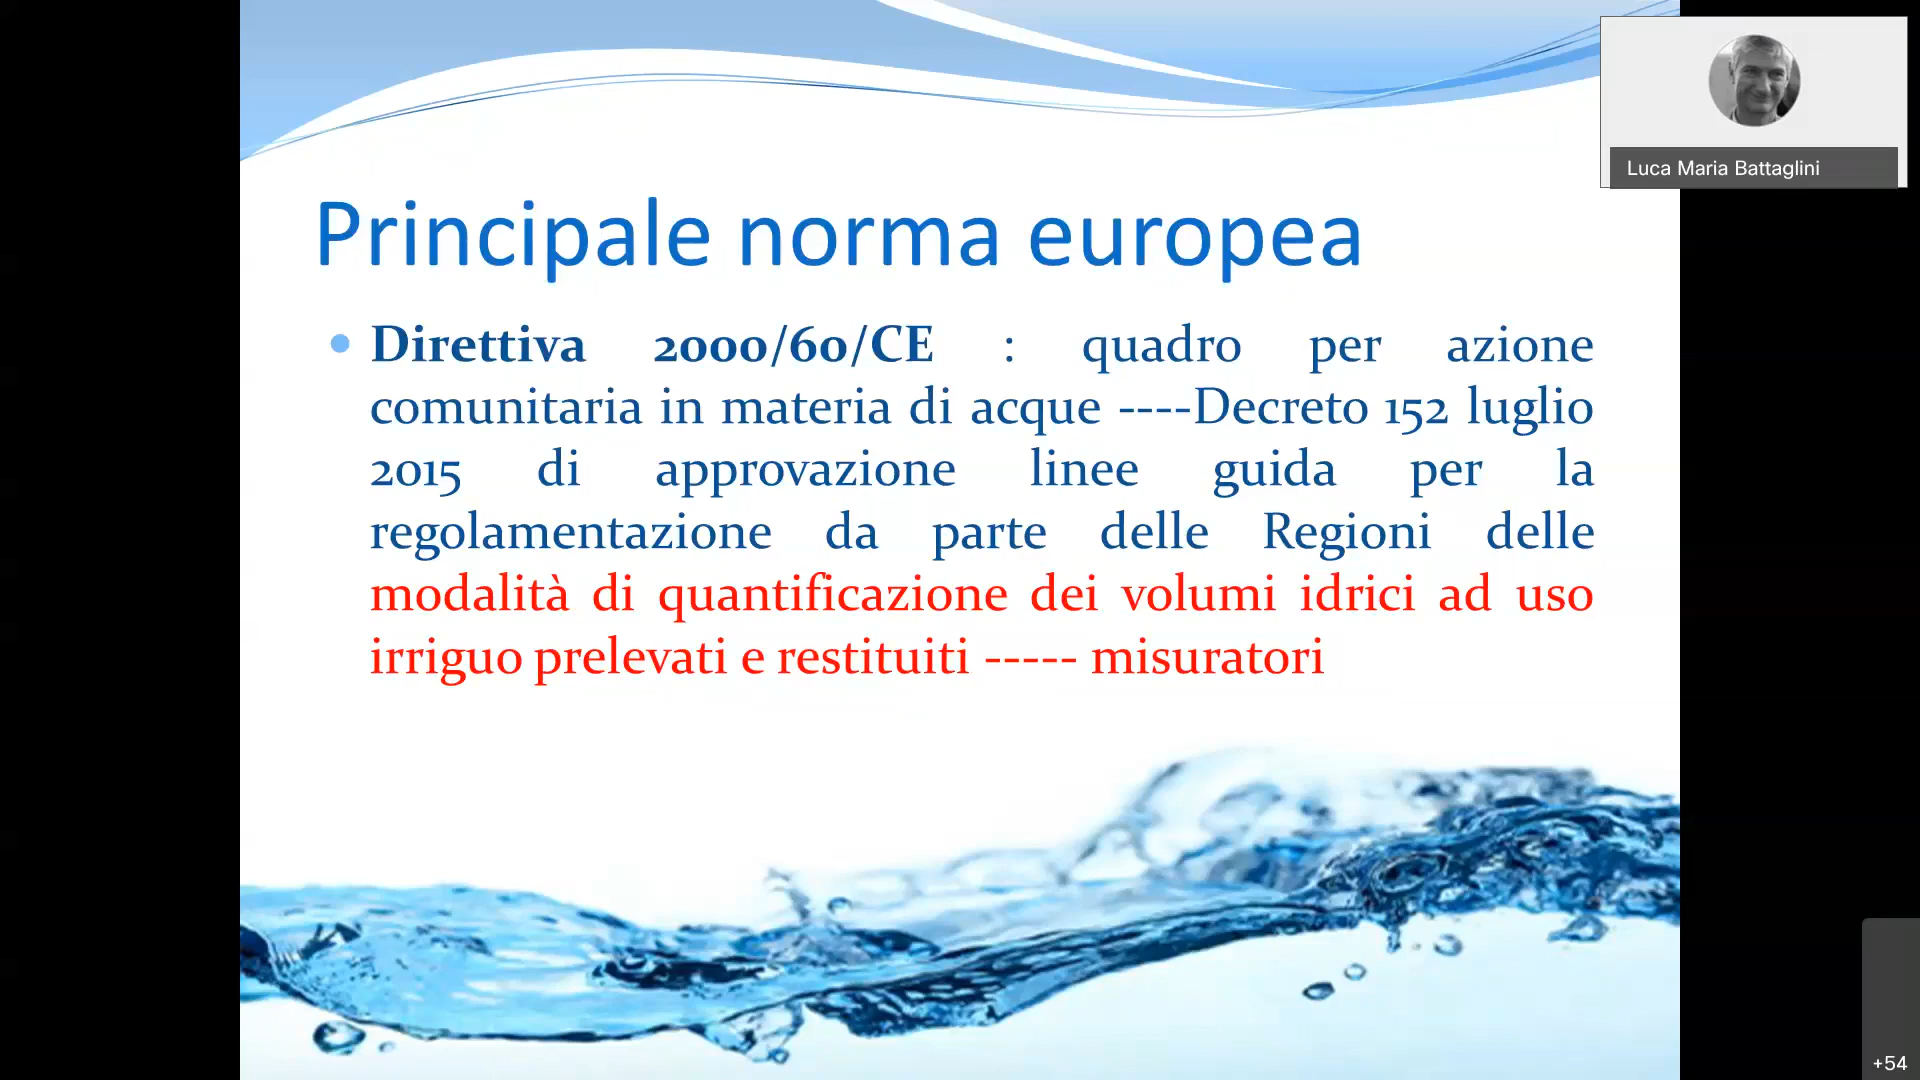 Luca Maria Battaglini
Principale norma europea
Direttiva 2000/60/CE : quadro per azione
comunitaria in materia di acque ----Decreto 152 luglio
2015 di approvazione linee guida per la
regolamentazione da parte delle Regioni delle
modalità di quantificazione dei volumi idrici ad uso
irriguo prelevati e restituiti ----- misuratori
+54